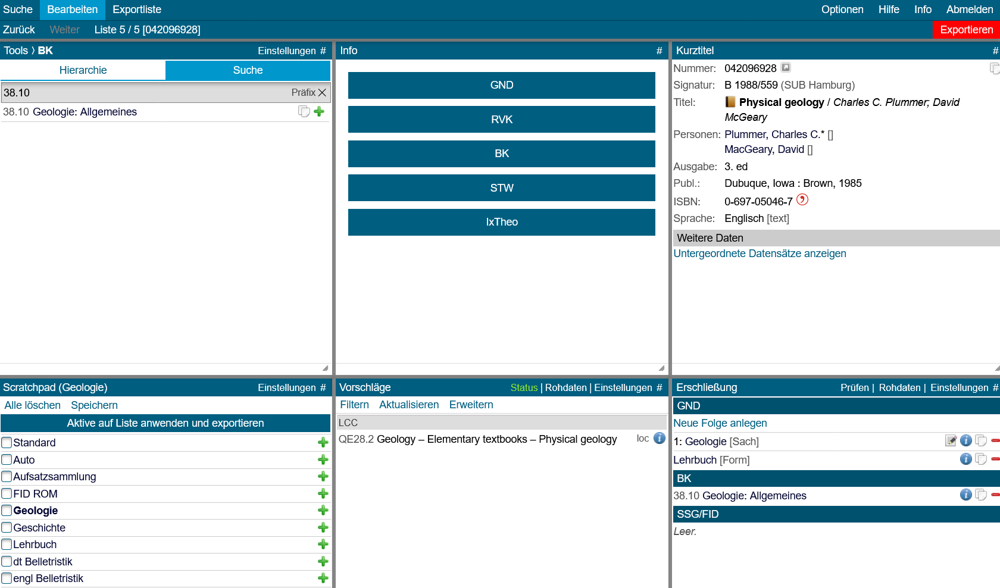 Suche Bearbeiten Exportliste Optionen Hilfe Info Abmelden
Zurück Weiter Liste 5 / 5 [042096928] Exportieren
Tools ⟩ BK Einstellungen #
Hierarchie Suche
38.10 Präfix
38.10 Geologie: Allgemeines
Info #
GND
RVK
BK
STW
IxTheo
Kurztitel #
Nummer: 042096928
Signatur: B 1988/559 (SUB Hamburg)
Titel: Physical geology / Charles C. Plummer; David
McGeary
Personen: Plummer, Charles C.* []
MacGeary, David []
Ausgabe: 3. ed
Publ.: Dubuque, Iowa : Brown, 1985
ISBN: 0-697-05046-7
Sprache: Englisch [text]
Weitere Daten
Untergeordnete Datensätze anzeigen
Scratchpad (Geologie) Einstellungen #
Alle löschen Speichern
Aktive auf Liste anwenden und exportieren
Standard
Auto
Aufsatzsammlung
FID ROM
Geologie
Geschichte
Lehrbuch
dt Belletristik
engl Belletristik
Vorschläge Status | Rohdaten | Einstellungen #
Filtern Aktualisieren Erweitern
LCC
QE28.2 Geology – Elementary textbooks – Physical geology loc
Erschließung Prüfen | Rohdaten | Einstellungen #
GND
Neue Folge anlegen
1: Geologie [Sach]
Lehrbuch [Form]
BK
38.10 Geologie: Allgemeines
SSG/FID
Leer.